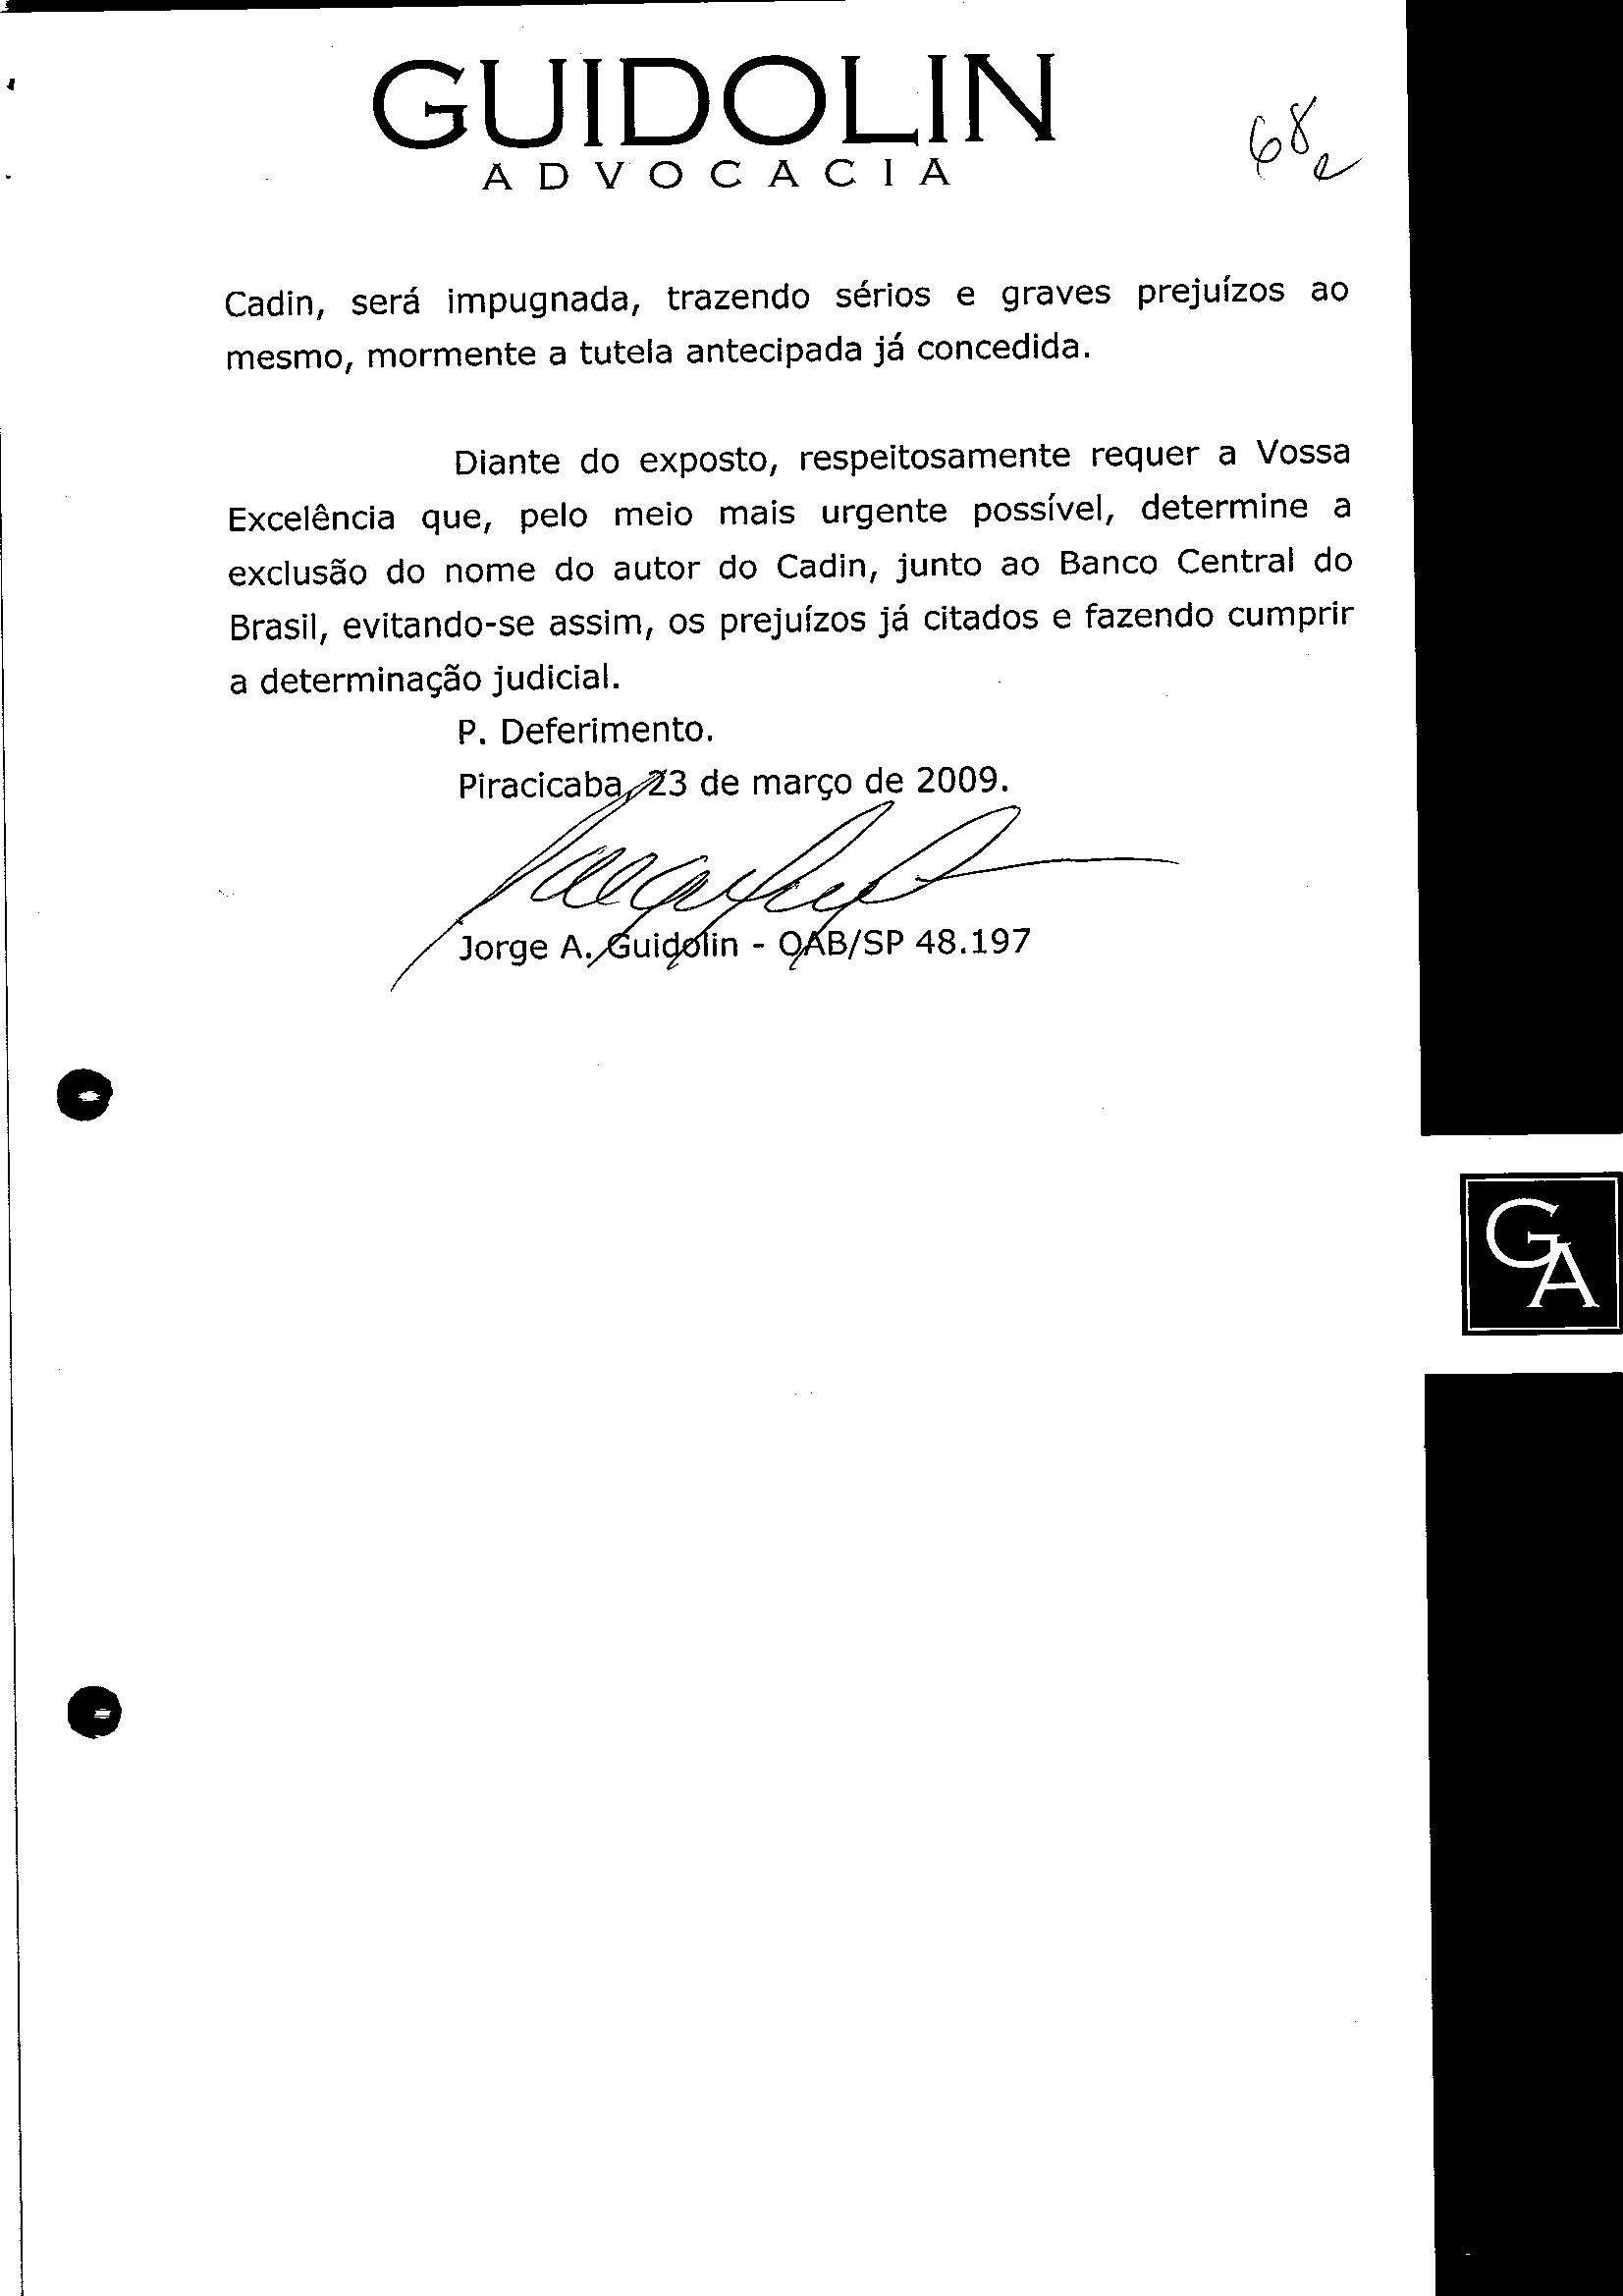 GUIDOLIN
ADVOCACIA
68
Cadin, será impugnada, trazendo sérios e graves prejuízos ao
mesmo, mormente a tutela antecipada já concedida.
Diante do exposto, respeitosamente requer a Vossa
Excelência que, pelo meio mais urgente possível, determine a
exclusão do nome do autor do Cadin, junto ao Banco Central do
Brasil, evitando-se assim, os prejuízos já citados e fazendo cumprir
a determinação judicial.
P. Deferimento.
Piracicaba, 23 de março de 2009.
Jorge A. Guidolin - OAB/SP 48.197
GA